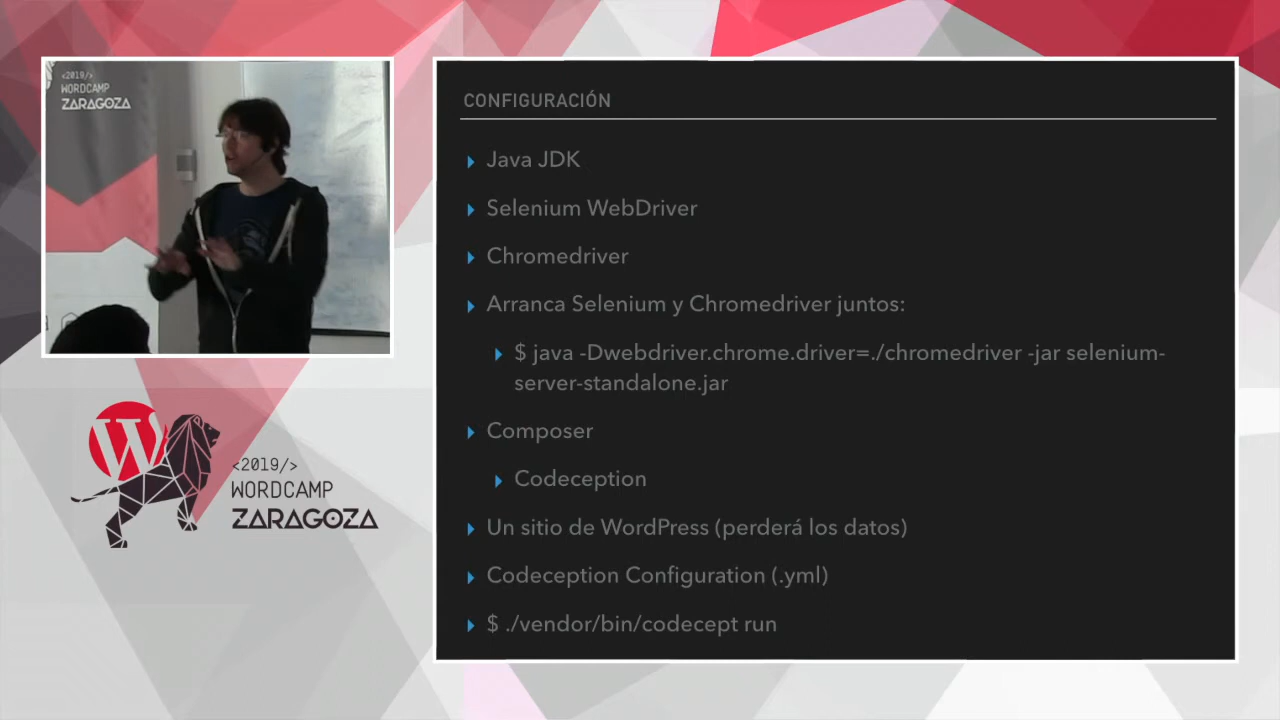 <2019/>
WORDCAMP
ZARAGOZA
CONFIGURACIÓN
Java JDK
Selenium WebDriver
Chromedriver
Arranca Selenium y Chromedriver juntos:
$ java -Dwebdriver.chrome.driver=./chromedriver -jar selenium-
server-standalone.jar
Composer
Codeception
Un sitio de WordPress (perderá los datos)
Codeception Configuration (.yml)
$ ./vendor/bin/codecept run
W
<2019/>
WORDCAMP
ZARAGOZA